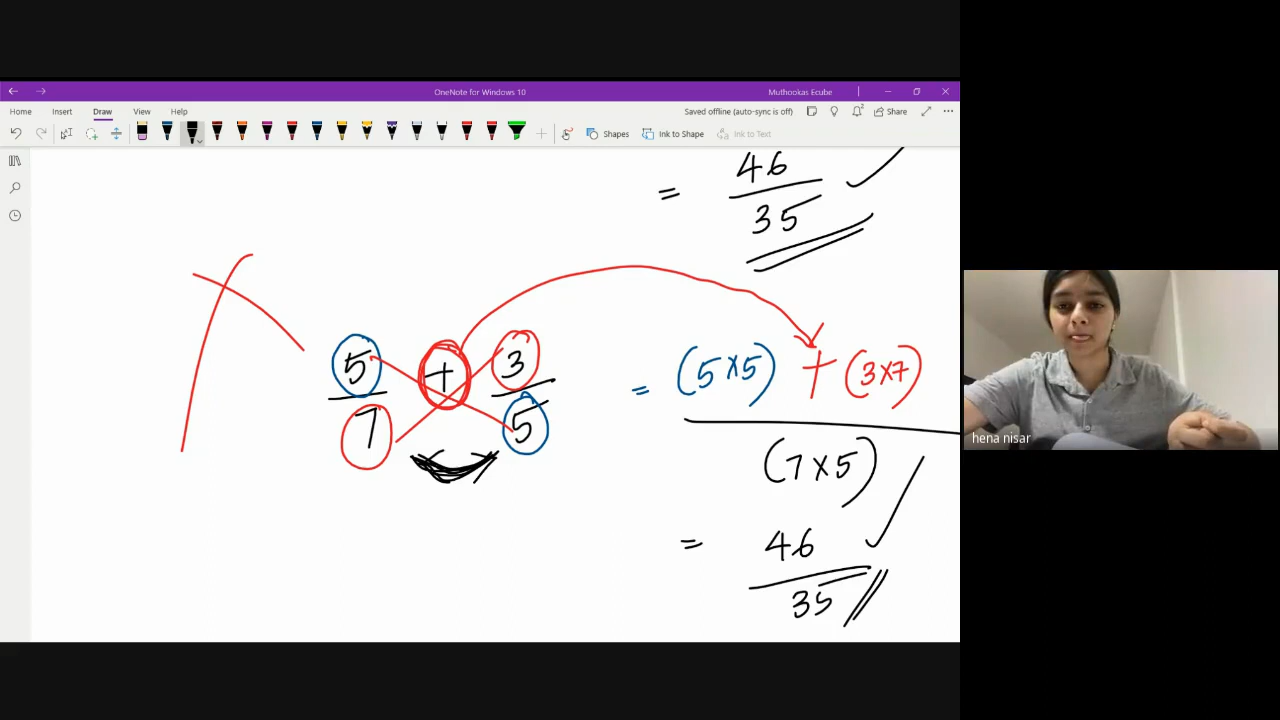 OneNote for Windows 10
Muthookas Ecube
Home Insert Draw View Help
Saved offline (auto-sync is off)
Share
Shapes
Ink to Shape
Ink to Text
= 46
35
5 + 3
7 5
= (5×5) + (3×7)
(7×5)
= 46
35
hena nisar